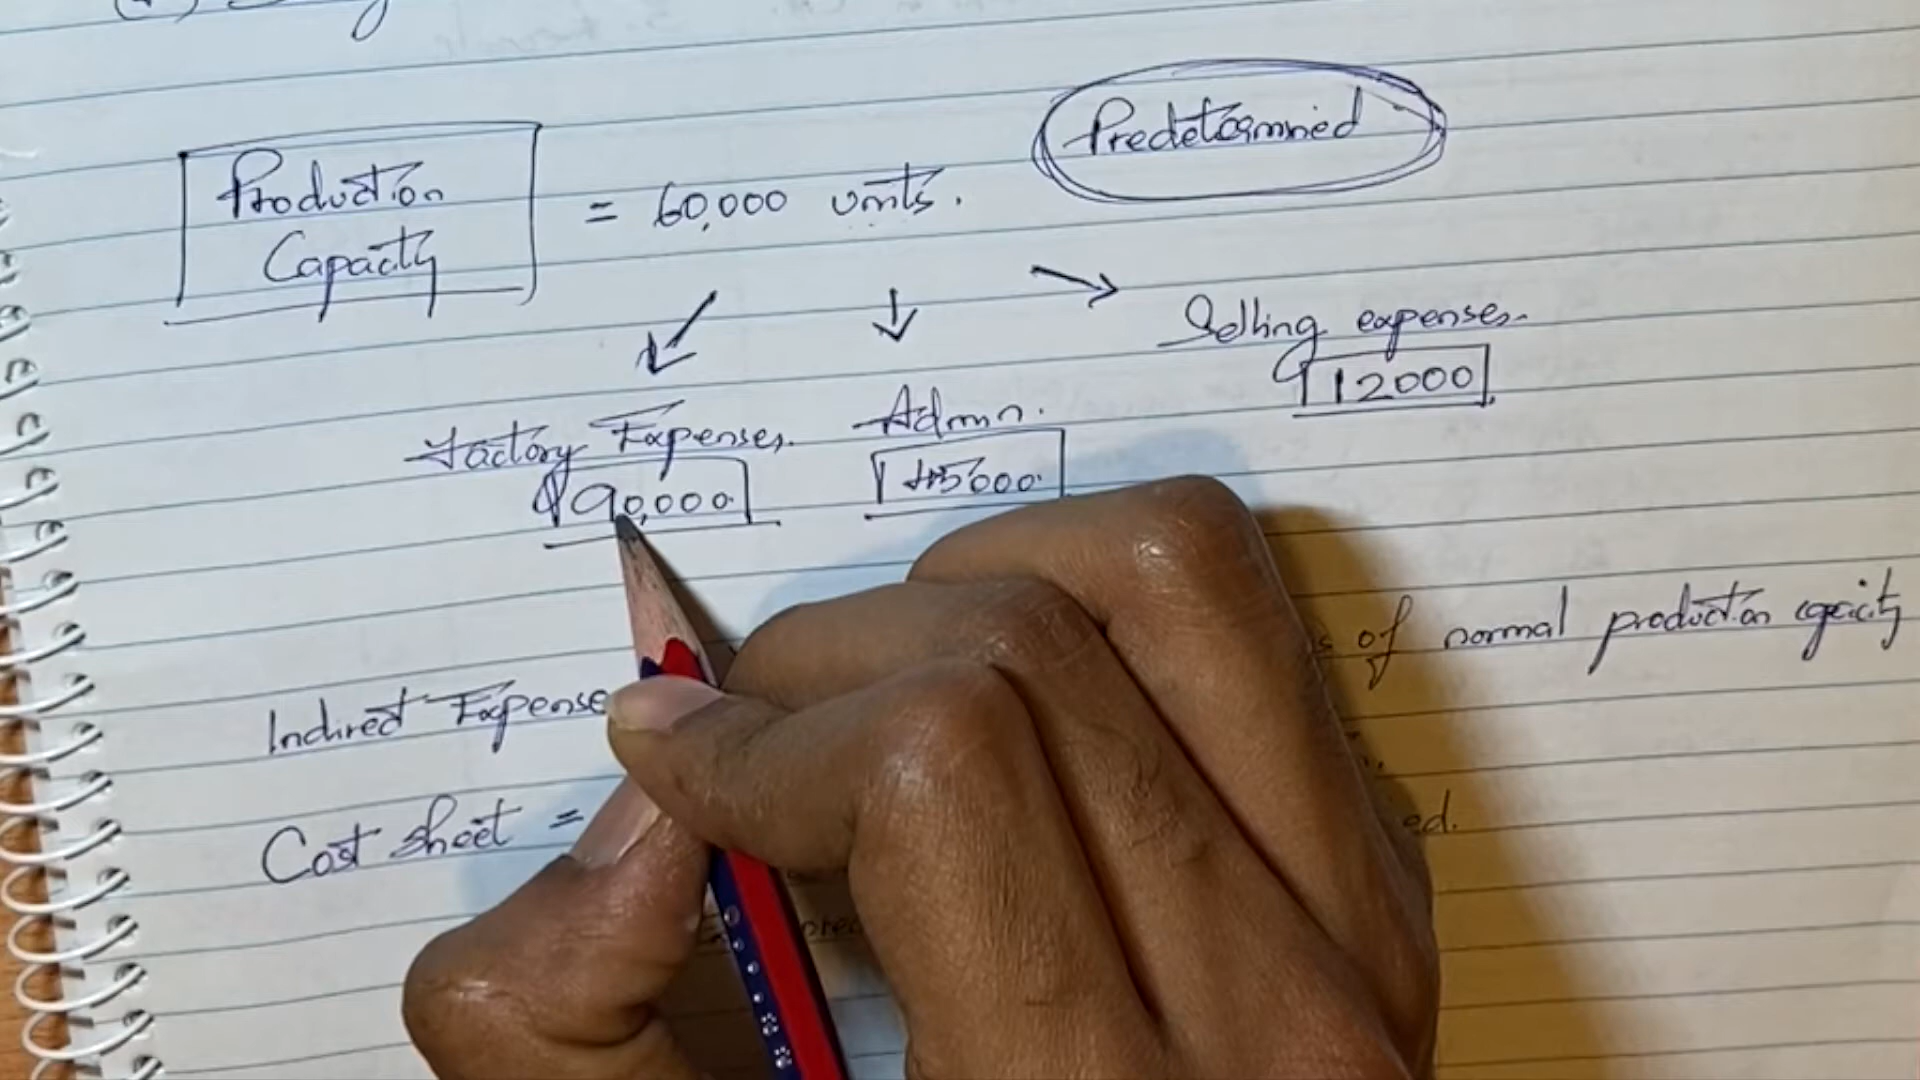 Production
Capacity
= 60,000 units.
Predetermined
Selling expenses.
12000
Factory Expenses.
90,000
Admn.
45000
of normal production capacity
Indirect Expense
Cost sheet =
ed.